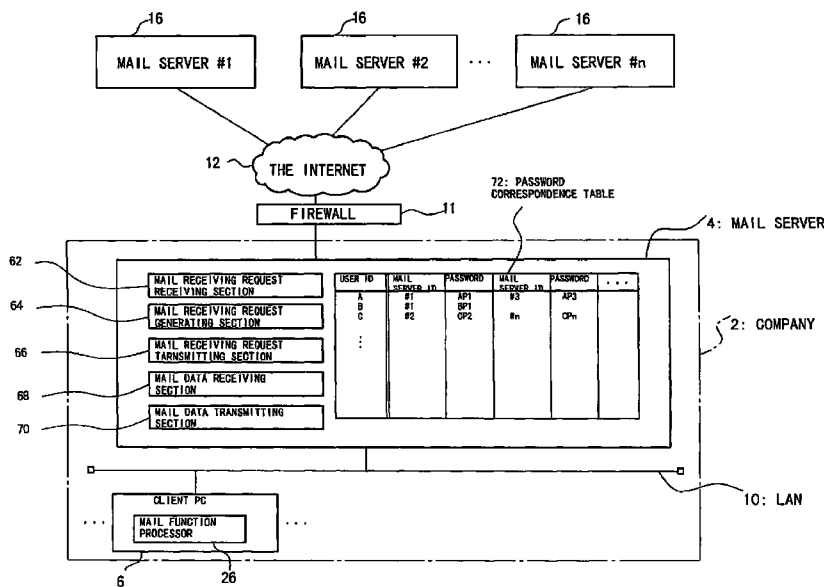 16
16
16
MAIL SERVER #1
MAIL SERVER #2
...
MAIL SERVER #n
12
THE INTERNET
72: PASSWORD
CORRESPONDENCE TABLE
FIREWALL
11
4: MAIL SERVER
62
MAIL RECEIVING REQUEST
RECEIVING SECTION
64
MAIL RECEIVING REQUEST
GENERATING SECTION
66
MAIL RECEIVING REQUEST
TARNSMITTING SECTION
68
MAIL DATA RECEIVING
SECTION
70
MAIL DATA TRANSMITTING
SECTION
USER ID MAIL SERVER ID PASSWORD MAIL SERVER ID PASSWORD ...
A #1 AP1 #3 AP3
B #1 BP1
C #2 CP2 #n CPn
⋮
2: COMPANY
10: LAN
CLIENT PC
...
MAIL FUNCTION
PROCESSOR
...
6
26